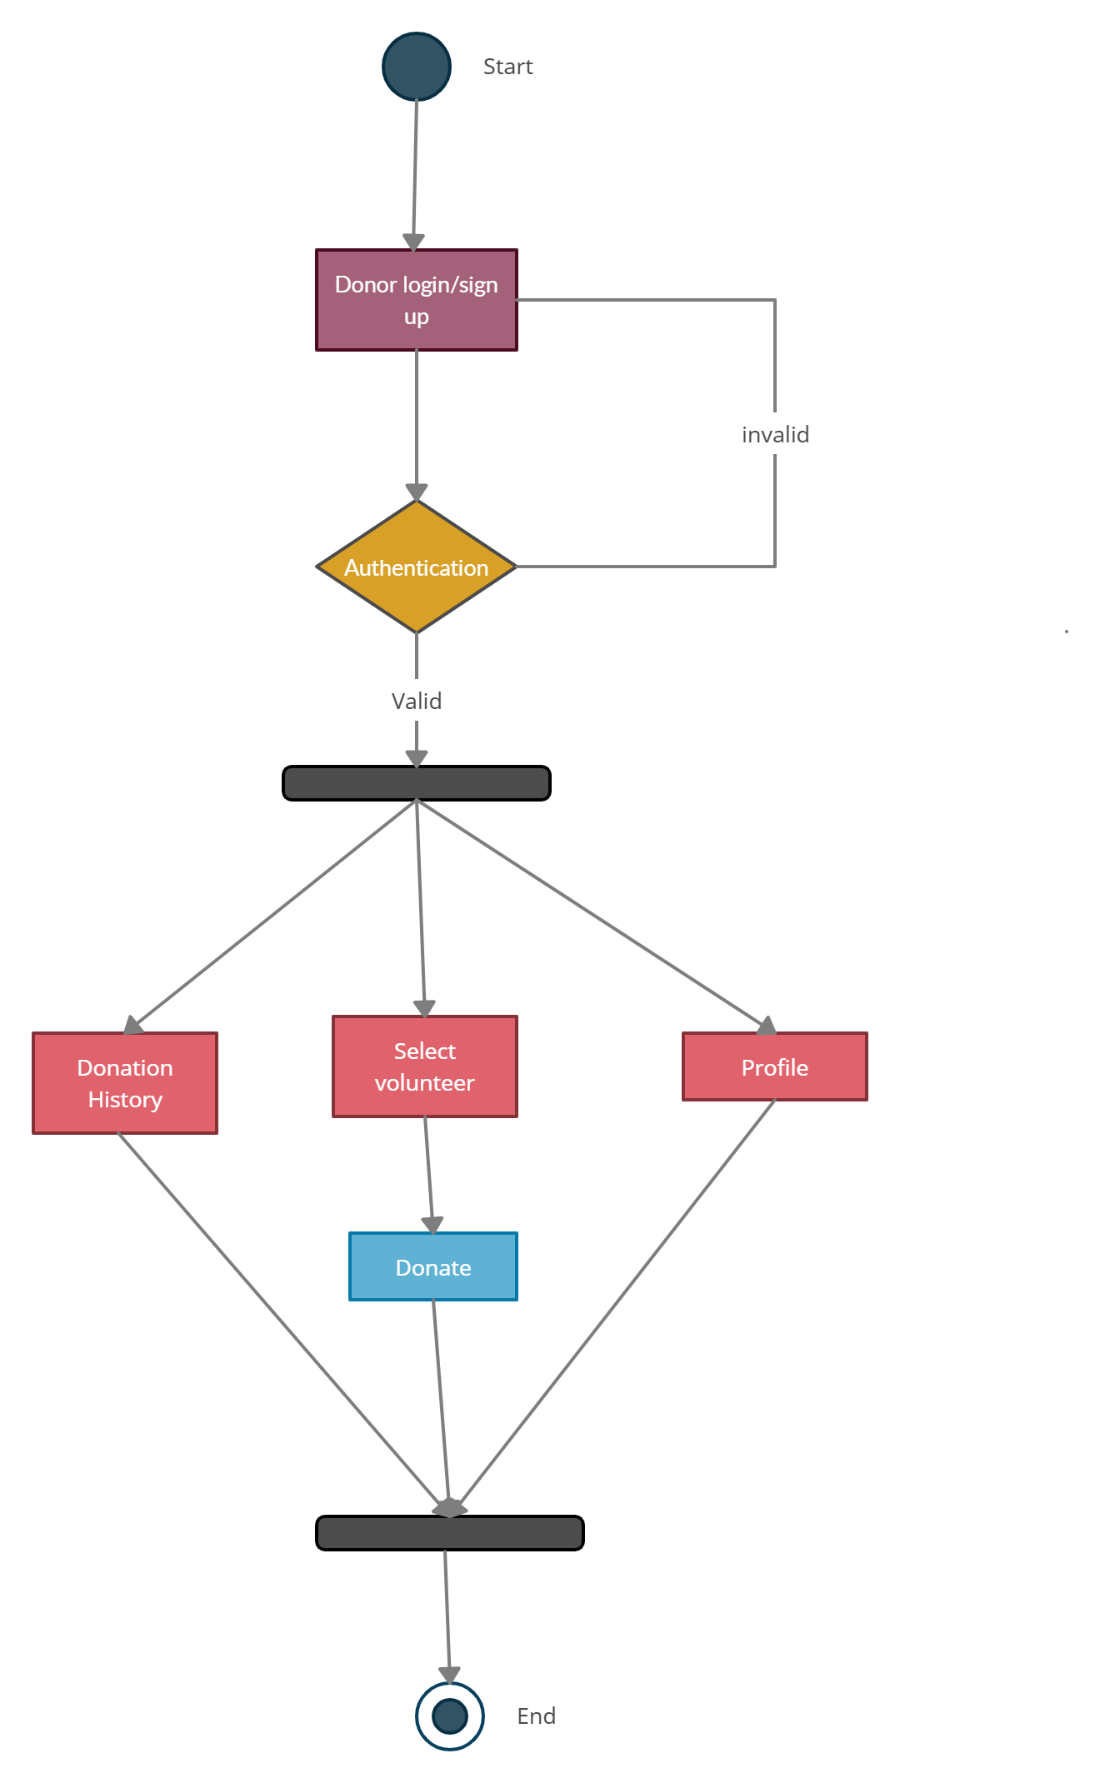 Start
Donor login/sign
up
invalid
Authentication
.
Valid
Donation
History
Select
volunteer
Profile
Donate
End